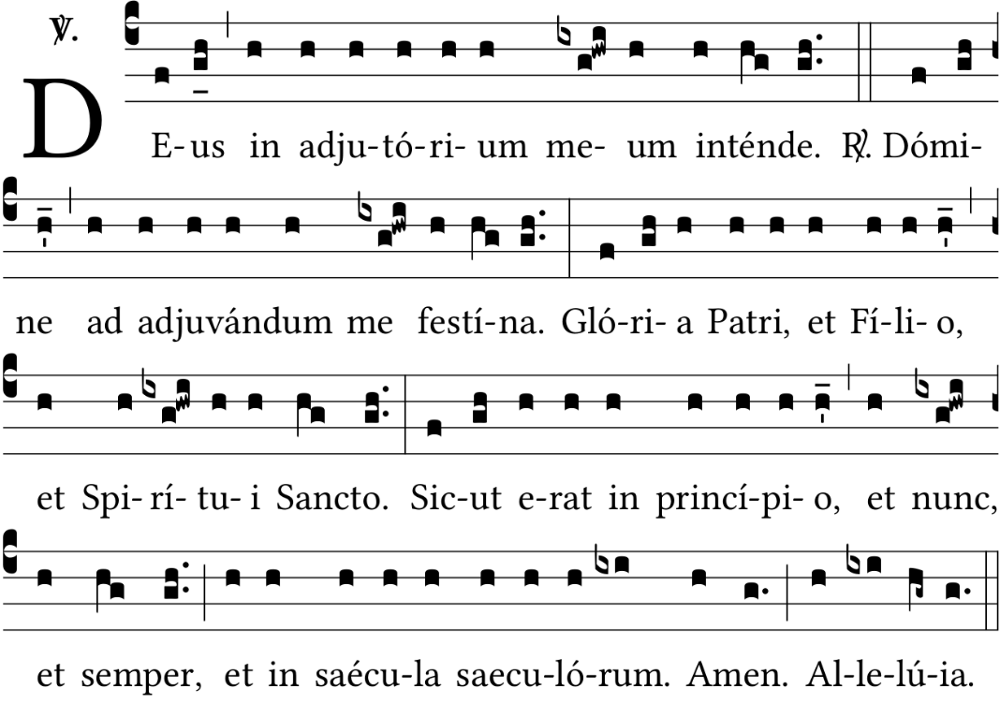 ℣.
DE-us in adju-tó-ri-um me-um inténde. ℟. Dómi-
ne ad adjuvándum me festí-na. Gló-ri-a Patri, et Fí-li-o,
et Spi-rí-tu-i Sancto. Sic-ut e-rat in princí-pi-o, et nunc,
et semper, et in saécu-la saecu-ló-rum. Amen. Al-le-lú-ia.